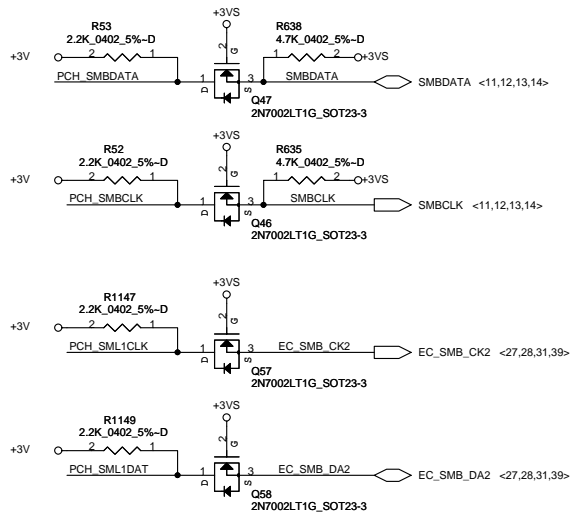 +3VS
R53
2.2K_0402_5%~D
R638
4.7K_0402_5%~D
+3V
2 1
2
G
1 2
+3VS
PCH_SMBDATA
1
D
3
S
SMBDATA
SMBDATA <11,12,13,14>
Q47
2N7002LT1G_SOT23-3
+3VS
R52
2.2K_0402_5%~D
R635
4.7K_0402_5%~D
+3V
2 1
2
G
1 2
+3VS
PCH_SMBCLK
1
D
3
S
SMBCLK
SMBCLK <11,12,13,14>
Q46
2N7002LT1G_SOT23-3
+3VS
R1147
2.2K_0402_5%~D
+3V
2 1
2
G
PCH_SML1CLK
1
D
3
S
EC_SMB_CK2
EC_SMB_CK2 <27,28,31,39>
Q57
2N7002LT1G_SOT23-3
+3VS
R1149
2.2K_0402_5%~D
+3V
2 1
2
G
PCH_SML1DAT
1
D
3
S
EC_SMB_DA2
EC_SMB_DA2 <27,28,31,39>
Q58
2N7002LT1G_SOT23-3